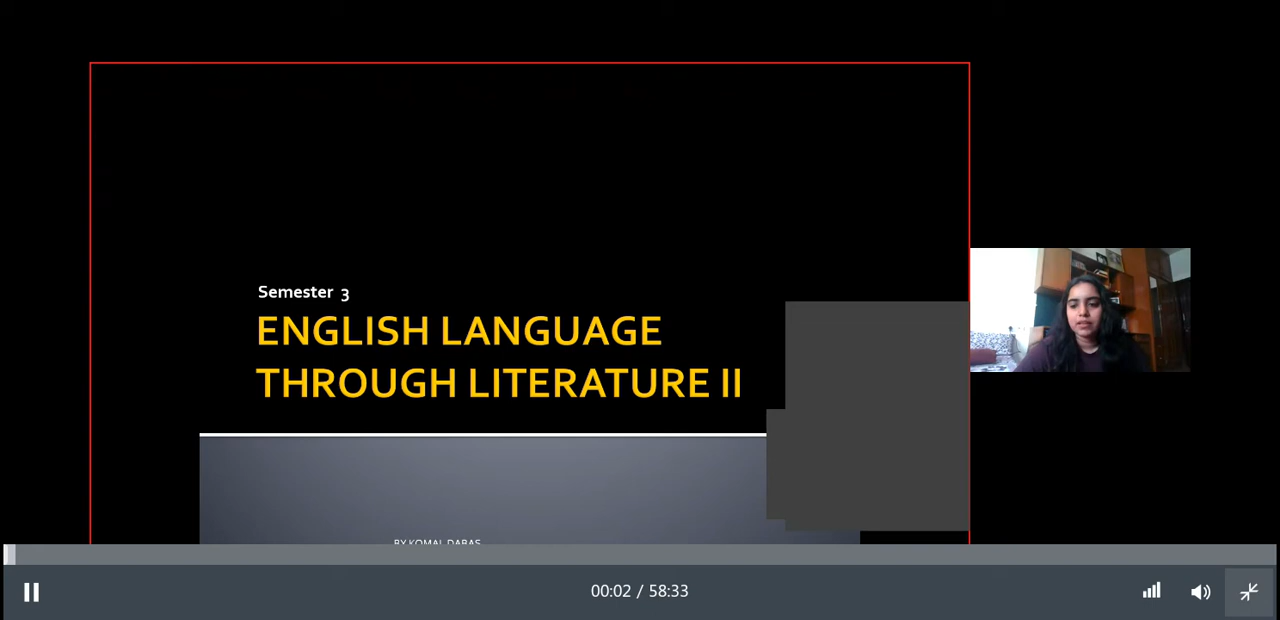 Semester 3
ENGLISH LANGUAGE
THROUGH LITERATURE II
BY KOMAL DABAS
00:02 / 58:33